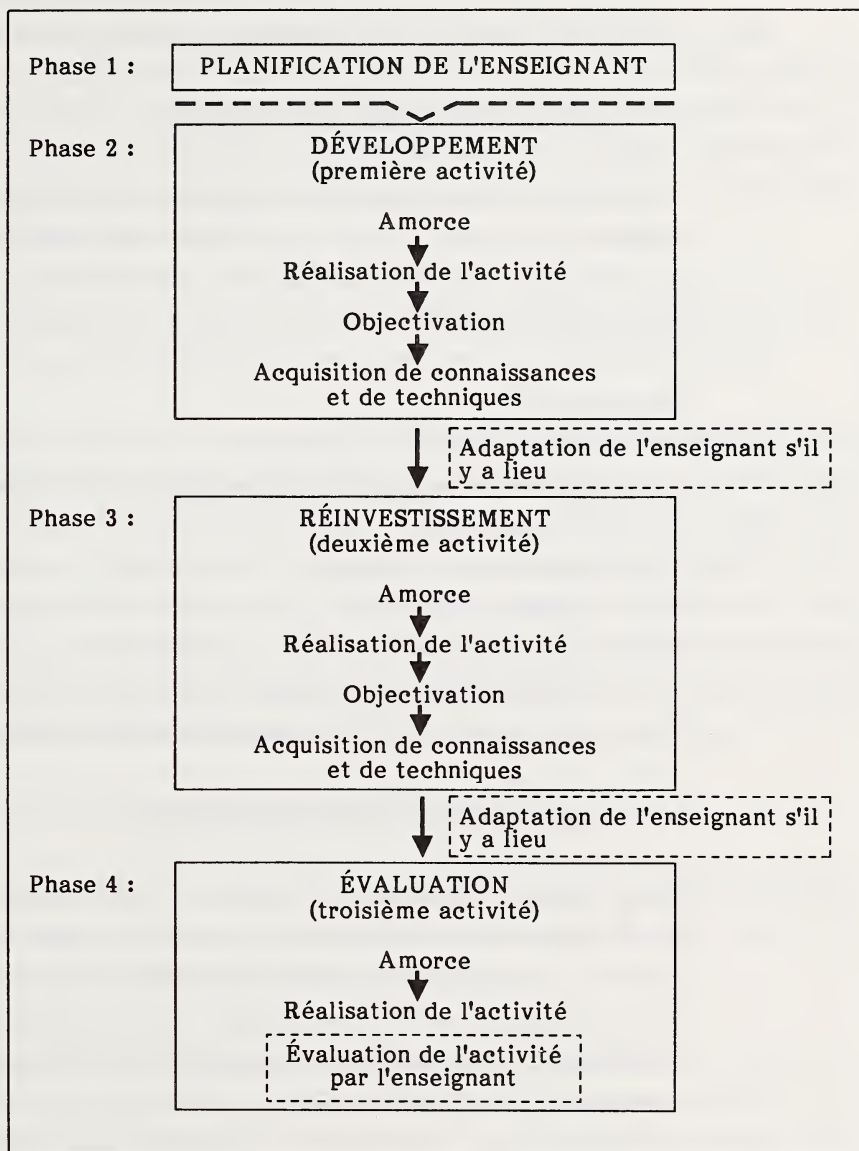 Phase 1 : PLANIFICATION DE L'ENSEIGNANT
Phase 2 : DÉVELOPPEMENT
(première activité)
Amorce
Réalisation de l'activité
Objectivation
Acquisition de connaissances
et de techniques
Adaptation de l'enseignant s'il
y a lieu
Phase 3 : RÉINVESTISSEMENT
(deuxième activité)
Amorce
Réalisation de l'activité
Objectivation
Acquisition de connaissances
et de techniques
Adaptation de l'enseignant s'il
y a lieu
Phase 4 : ÉVALUATION
(troisième activité)
Amorce
Réalisation de l'activité
Évaluation de l'activité
par l'enseignant